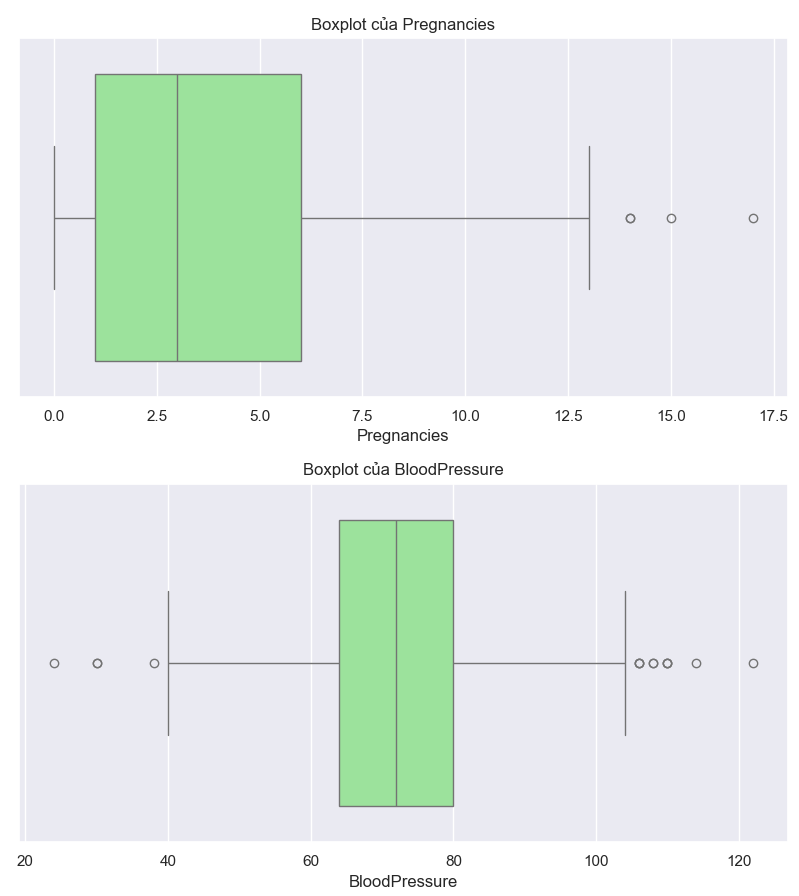 Boxplot của Pregnancies
0.0 2.5 5.0 7.5 10.0 12.5 15.0 17.5
Pregnancies
Boxplot của BloodPressure
20 40 60 80 100 120
BloodPressure